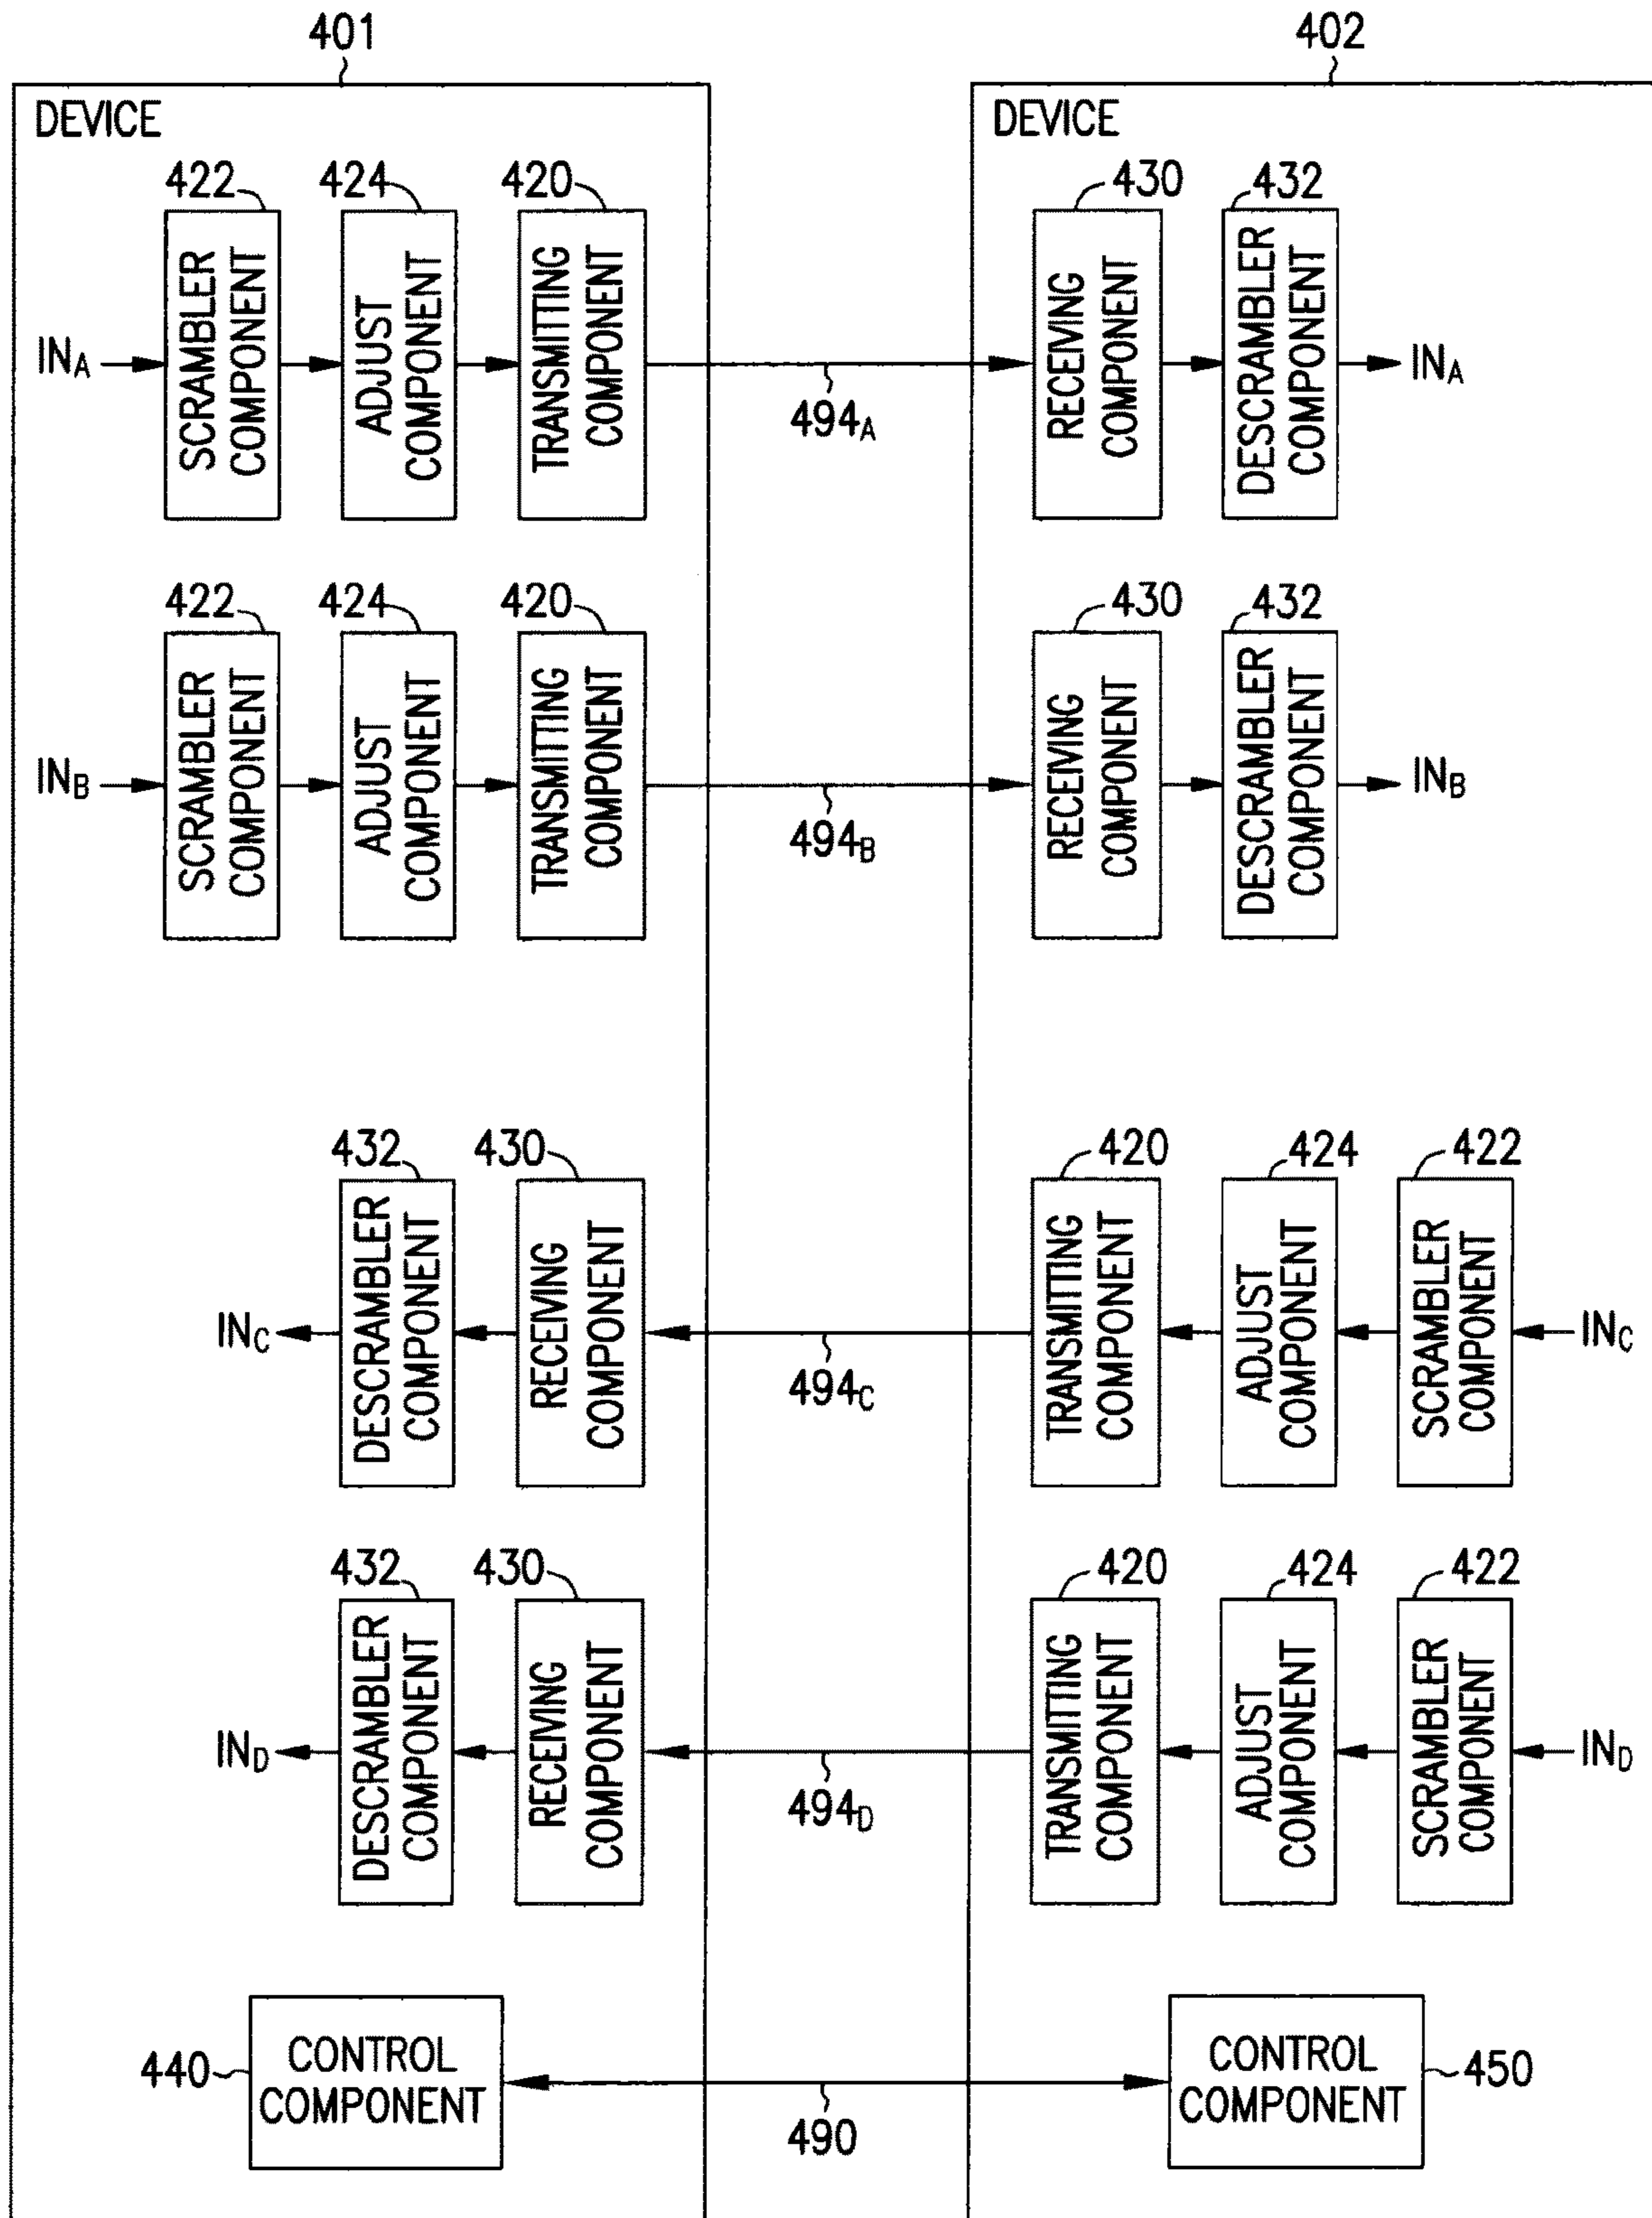 401
402
DEVICE
DEVICE
422
424
420
430
432
IN_A
SCRAMBLER
COMPONENT
ADJUST
COMPONENT
TRANSMITTING
COMPONENT
494_A
RECEIVING
COMPONENT
DESCRAMBLER
COMPONENT
IN_A
422
424
420
430
432
IN_B
SCRAMBLER
COMPONENT
ADJUST
COMPONENT
TRANSMITTING
COMPONENT
494_B
RECEIVING
COMPONENT
DESCRAMBLER
COMPONENT
IN_B
432
430
420
424
422
IN_C
DESCRAMBLER
COMPONENT
RECEIVING
COMPONENT
494_C
TRANSMITTING
COMPONENT
ADJUST
COMPONENT
SCRAMBLER
COMPONENT
IN_C
432
430
420
424
422
IN_D
DESCRAMBLER
COMPONENT
RECEIVING
COMPONENT
494_D
TRANSMITTING
COMPONENT
ADJUST
COMPONENT
SCRAMBLER
COMPONENT
IN_D
440
CONTROL
COMPONENT
490
CONTROL
COMPONENT
450